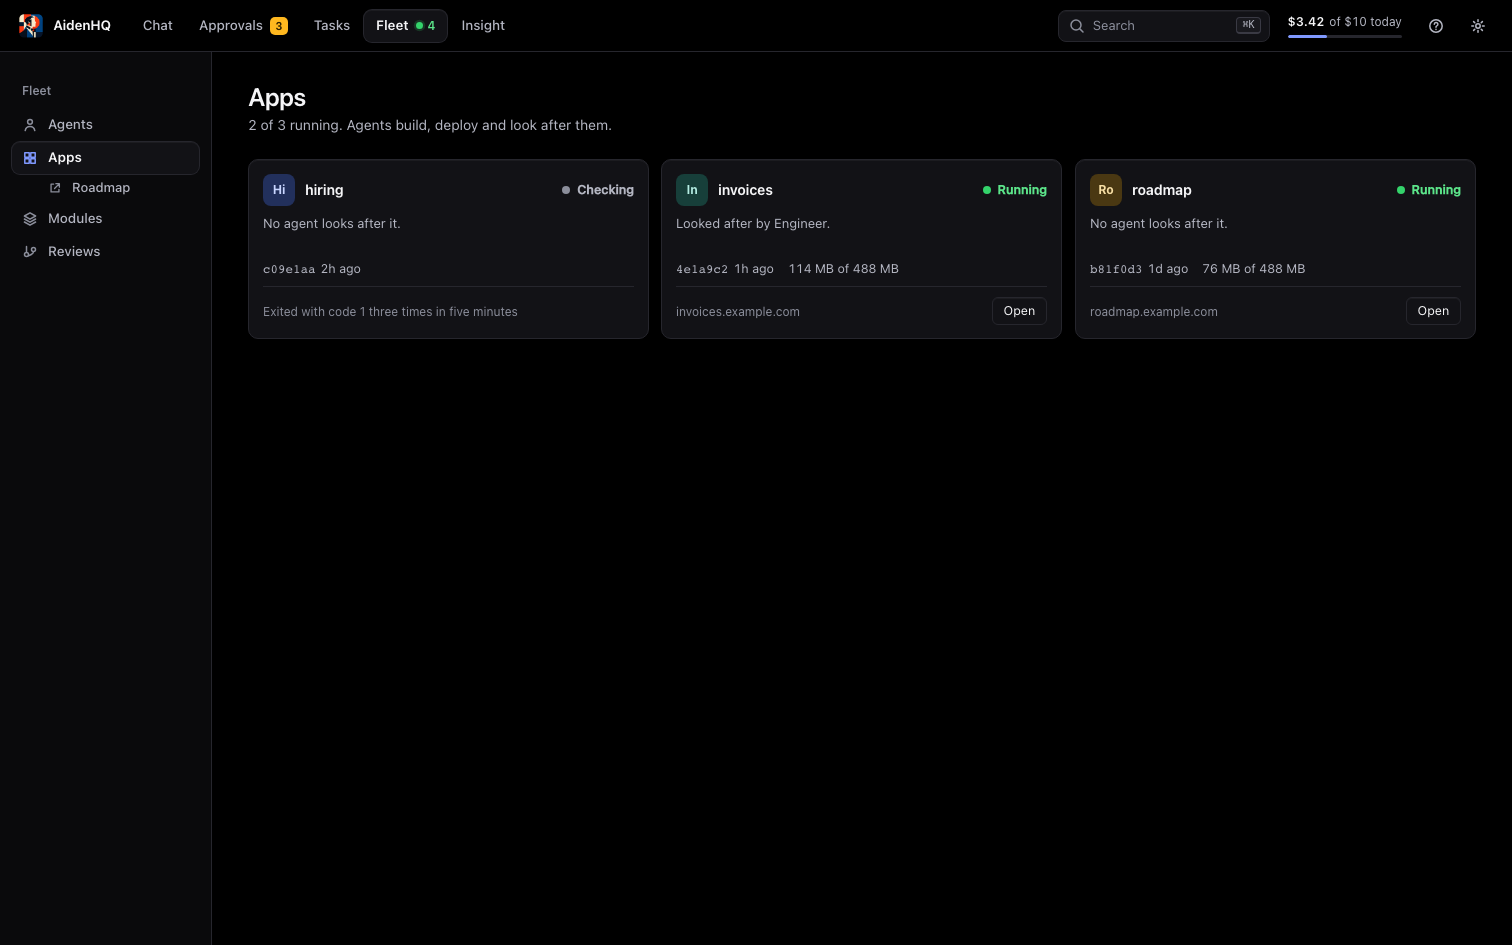 AidenHQ Chat Approvals 3 Tasks Fleet 4 Insight Search ⌘K $3.42 of $10 today
Fleet
Agents
Apps
Roadmap
Modules
Reviews
Apps
2 of 3 running. Agents build, deploy and look after them.
Hi hiring Checking
No agent looks after it.
c09e1aa 2h ago
Exited with code 1 three times in five minutes
In invoices Running
Looked after by Engineer.
4e1a9c2 1h ago 114 MB of 488 MB
invoices.example.com Open
Ro roadmap Running
No agent looks after it.
b81f0d3 1d ago 76 MB of 488 MB
roadmap.example.com Open